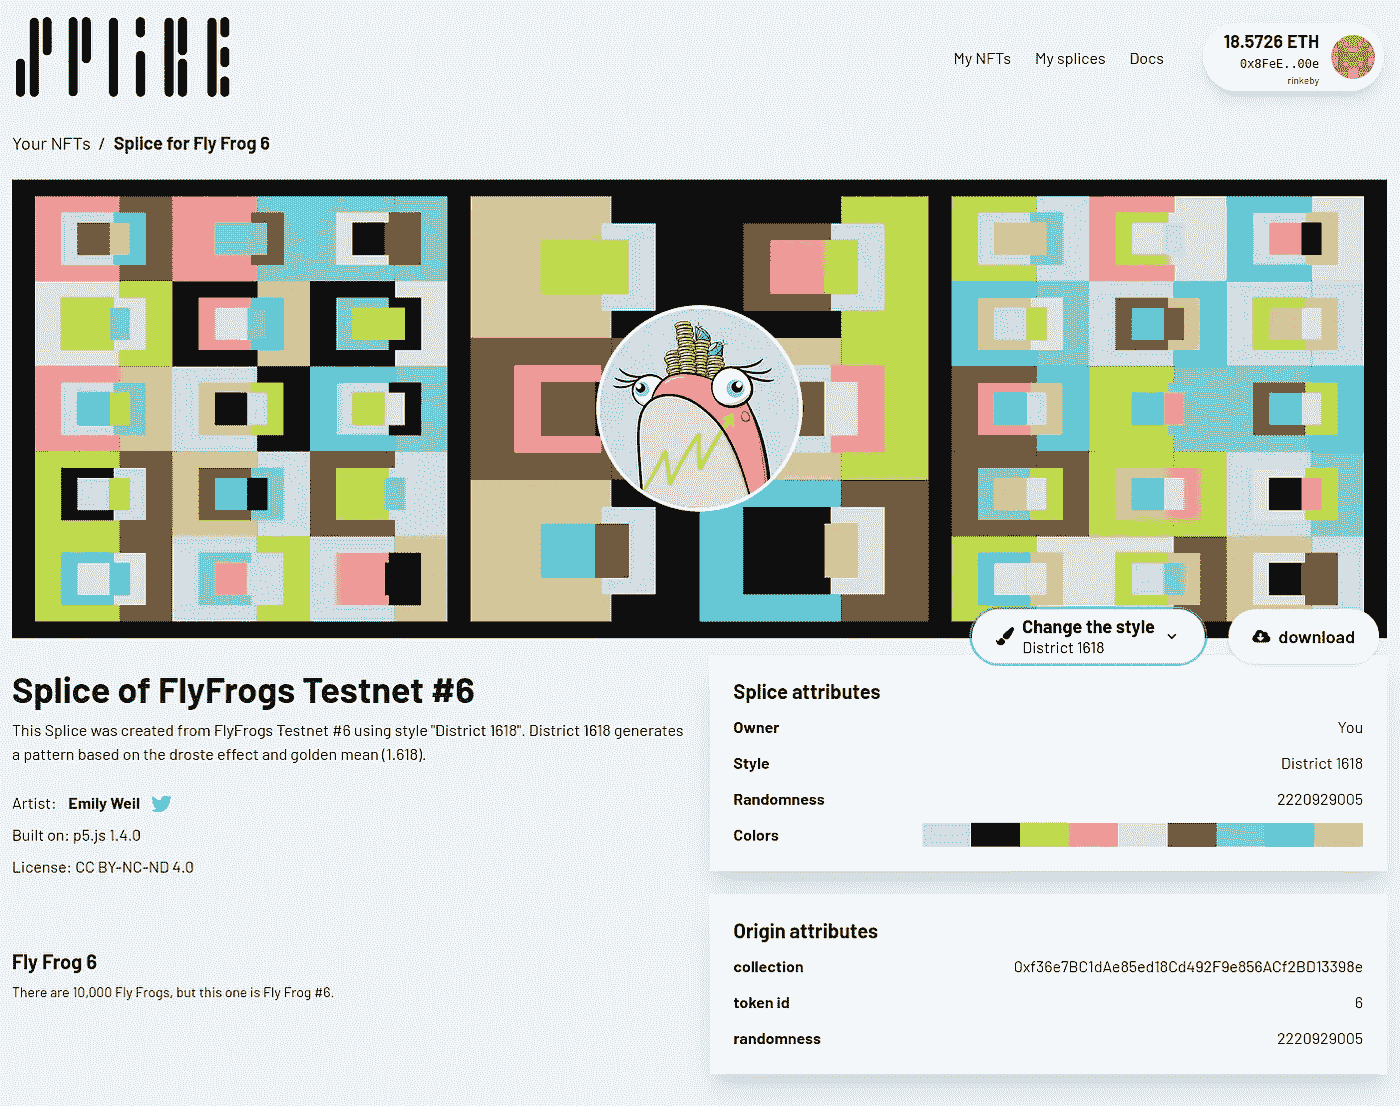 SPLICE
My NFTs
My splices
Docs
18.5726 ETH
0x8FeE..00e
rinkeby
Your NFTs / Splice for Fly Frog 6
Change the style
District 1618
download
Splice of FlyFrogs Testnet #6
This Splice was created from FlyFrogs Testnet #6 using style "District 1618". District 1618 generates
a pattern based on the droste effect and golden mean (1.618).
Artist: Emily Weil
Built on: p5.js 1.4.0
License: CC BY-NC-ND 4.0
Fly Frog 6
There are 10,000 Fly Frogs, but this one is Fly Frog #6.
Splice attributes
Owner You
Style District 1618
Randomness 2220929005
Colors
Origin attributes
collection 0xf36e7BC1dAe85ed18Cd492F9e856ACf2BD13398e
token id 6
randomness 2220929005